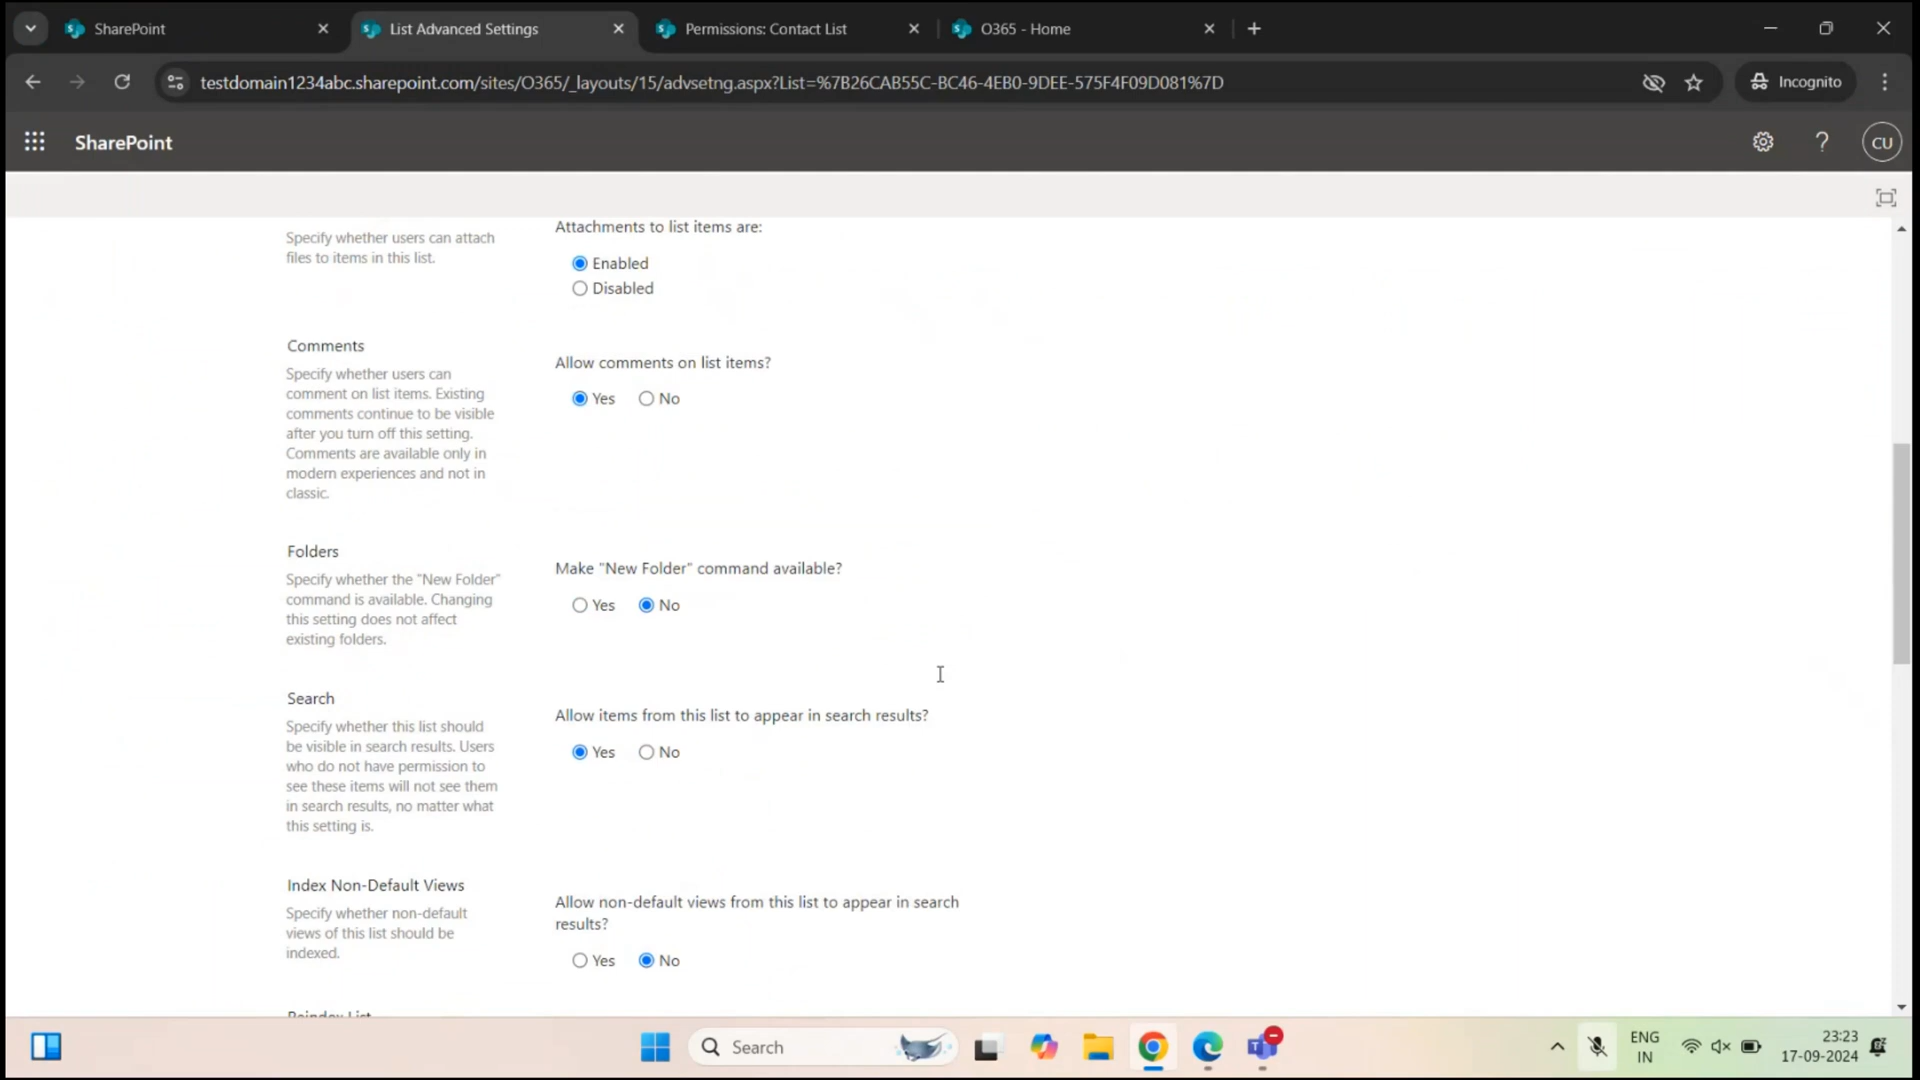 SharePoint
List Advanced Settings
Permissions: Contact List
O365 - Home
testdomain1234abc.sharepoint.com/sites/O365/_layouts/15/advsetng.aspx?List=%7B26CAB55C-BC46-4EB0-9DEE-575F4F09D081%7D
Incognito
SharePoint
?
CU
Specify whether users can attach
files to items in this list.
Attachments to list items are:
Enabled
Disabled
Comments
Specify whether users can
comment on list items. Existing
comments continue to be visible
after you turn off this setting.
Comments are available only in
modern experiences and not in
classic.
Allow comments on list items?
Yes No
Folders
Specify whether the "New Folder"
command is available. Changing
this setting does not affect
existing folders.
Make "New Folder" command available?
Yes No
Search
Specify whether this list should
be visible in search results. Users
who do not have permission to
see these items will not see them
in search results, no matter what
this setting is.
Allow items from this list to appear in search results?
Yes No
Index Non-Default Views
Specify whether non-default
views of this list should be
indexed.
Allow non-default views from this list to appear in search
results?
Yes No
Reindex List
Search
ENG
IN
23:23
17-09-2024